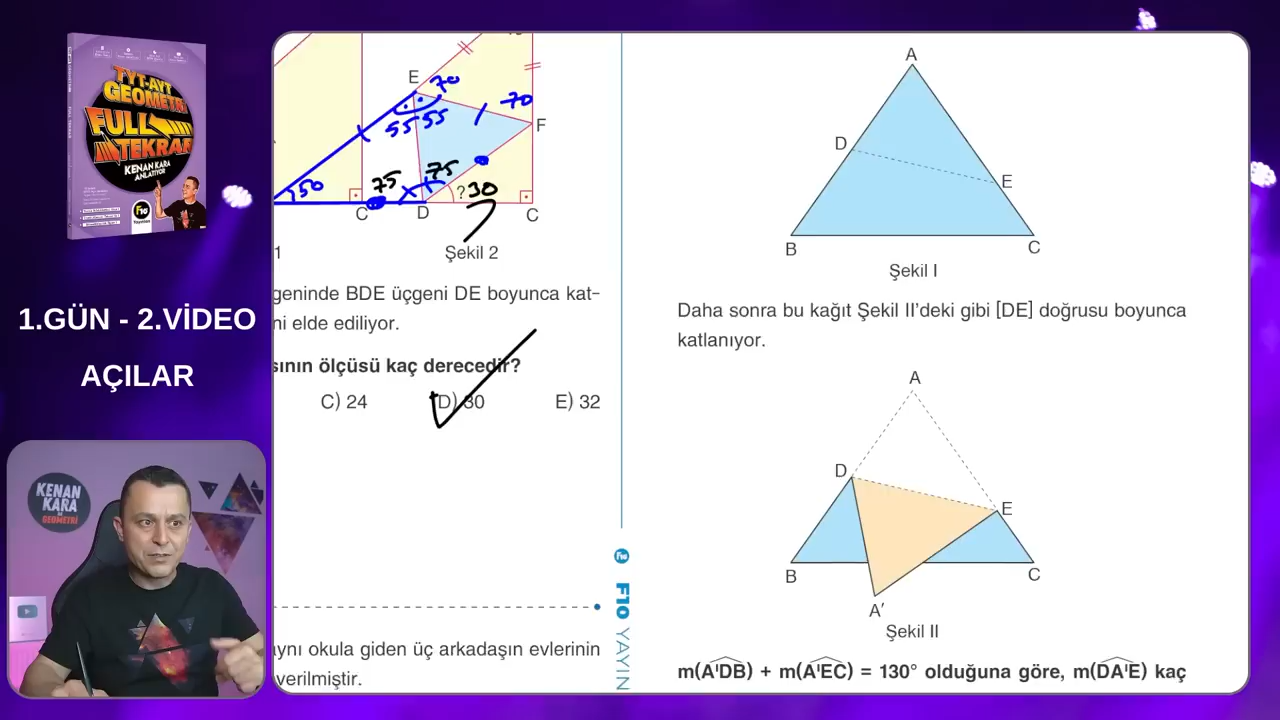 TYT-AYT
GEOMETRİ
FULL
TEKRAR
KENAN KARA
ANLATIYOR
F10
1.GÜN - 2.VİDEO
AÇILAR
KENAN
KARA
GEOMETRİ
E
70
70
55 55
F
50
75
75
? 30
C
D
C
1
Şekil 2
geninde BDE üçgeni DE boyunca kat-
ni elde ediliyor.
sının ölçüsü kaç derecedir?
C) 24 D) 30 E) 32
aynı okula giden üç arkadaşın evlerinin
verilmiştir.
F10 YAYIN
A
D
E
B
C
Şekil I
Daha sonra bu kağıt Şekil II'deki gibi [DE] doğrusu boyunca
katlanıyor.
A
D
E
B
C
A′
Şekil II
m(A'DB) + m(A'EC) = 130° olduğuna göre, m(DA'E) kaç